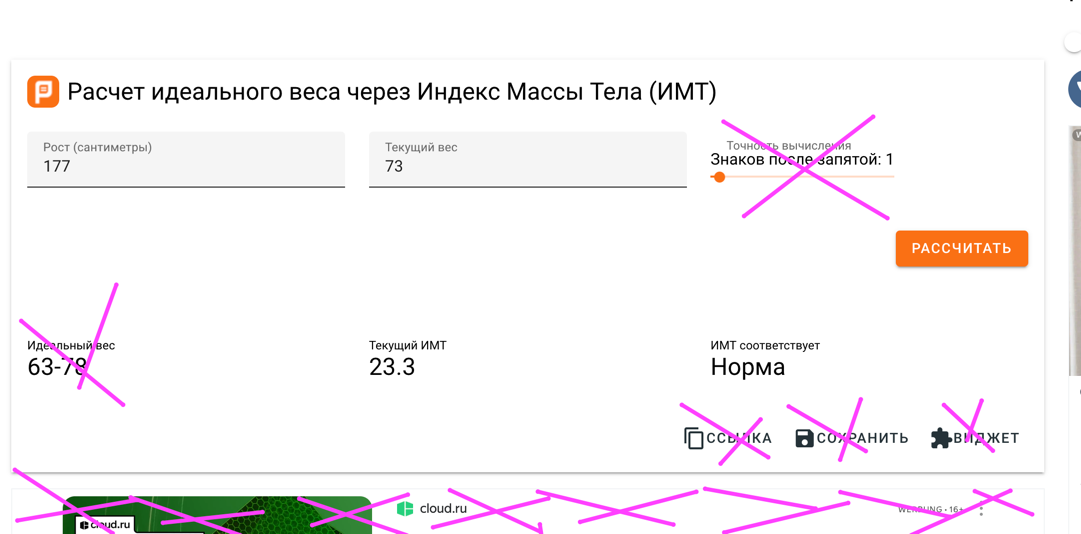 Расчет идеального веса через Индекс Массы Тела (ИМТ)
Рост (сантиметры)
177
Текущий вес
73
Точность вычисления
Знаков после запятой: 1
РАССЧИТАТЬ
Идеальный вес
63-78
Текущий ИМТ
23.3
ИМТ соответствует
Норма
ССЫЛКА
СОХРАНИТЬ
ВИДЖЕТ
cloud.ru
cloud.ru
WERBUNG • 16+